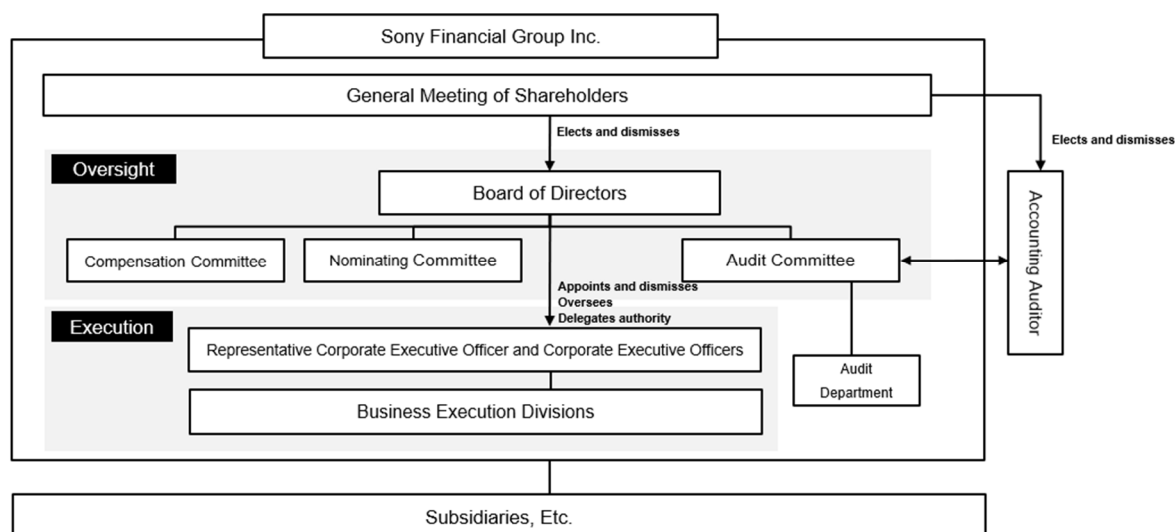 Sony Financial Group Inc.
General Meeting of Shareholders
Elects and dismisses
Elects and dismisses
Oversight
Board of Directors
Accounting Auditor
Compensation Committee
Nominating Committee
Audit Committee
Appoints and dismisses
Oversees
Delegates authority
Execution
Representative Corporate Executive Officer and Corporate Executive Officers
Audit
Department
Business Execution Divisions
Subsidiaries, Etc.